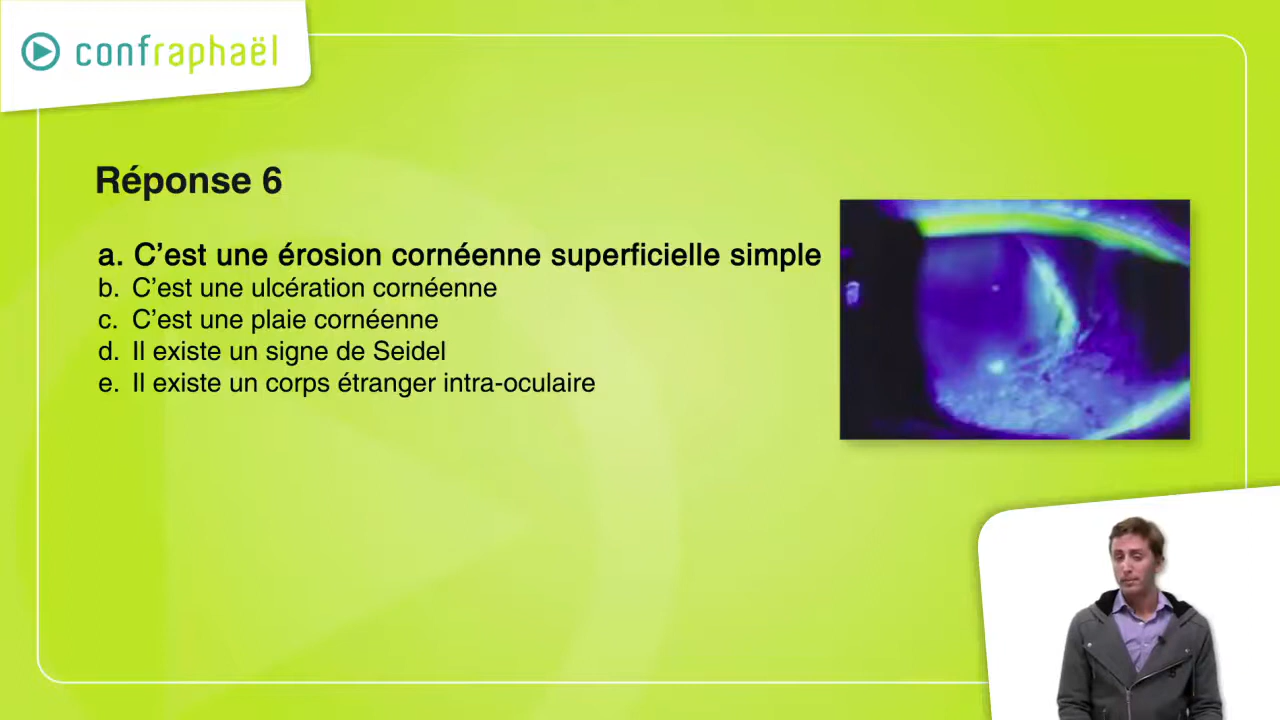 confraphaël
Réponse 6
a. C’est une érosion cornéenne superficielle simple
b. C’est une ulcération cornéenne
c. C’est une plaie cornéenne
d. Il existe un signe de Seidel
e. Il existe un corps étranger intra-oculaire